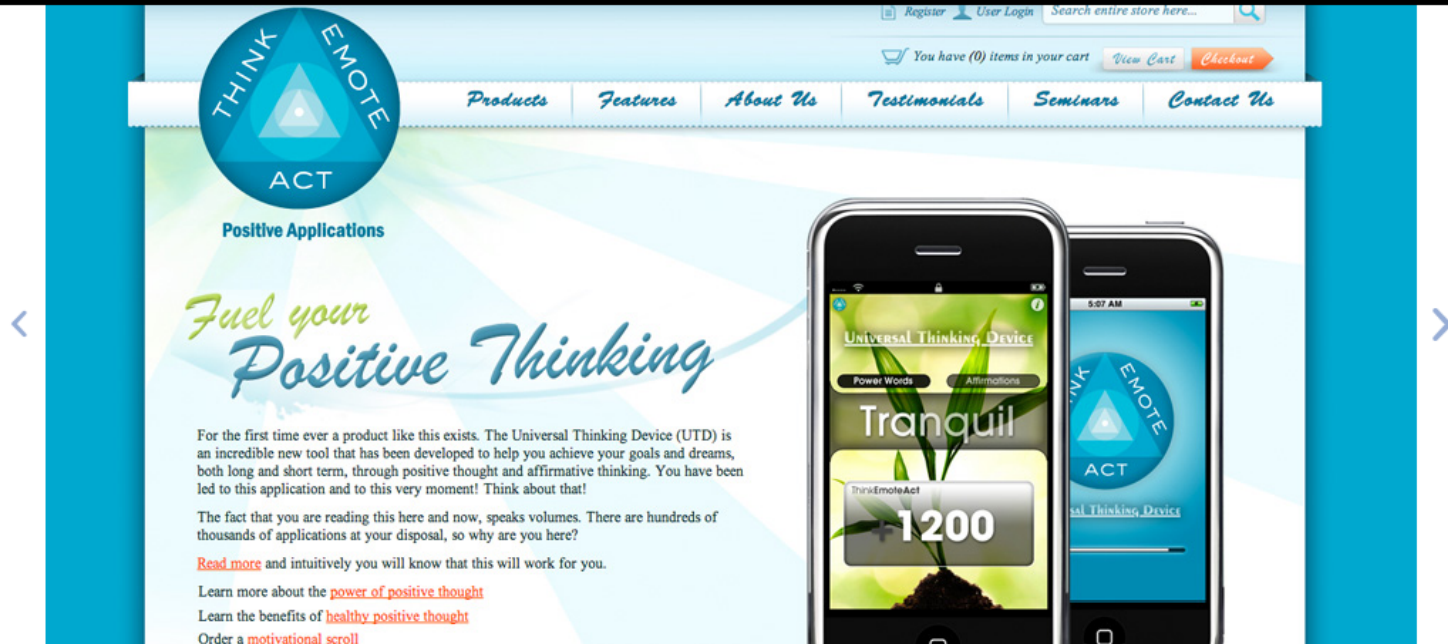 Register User Login Search entire store here...
You have (0) items in your cart View Cart Checkout
THINK EMOTE ACT
Products Features About Us Testimonials Seminars Contact Us
Positive Applications
Fuel your
Positive Thinking
For the first time ever a product like this exists. The Universal Thinking Device (UTD) is
an incredible new tool that has been developed to help you achieve your goals and dreams,
both long and short term, through positive thought and affirmative thinking. You have been
led to this application and to this very moment! Think about that!
The fact that you are reading this here and now, speaks volumes. There are hundreds of
thousands of applications at your disposal, so why are you here?
Read more and intuitively you will know that this will work for you.
Learn more about the power of positive thought
Learn the benefits of healthy positive thought
Order a motivational scroll
Universal Thinking Device
Power Words Affirmations
Tranquil
ThinkEmoteAct
+1200
5:07 AM
NK EMOTE
ACT
sal Thinking Device